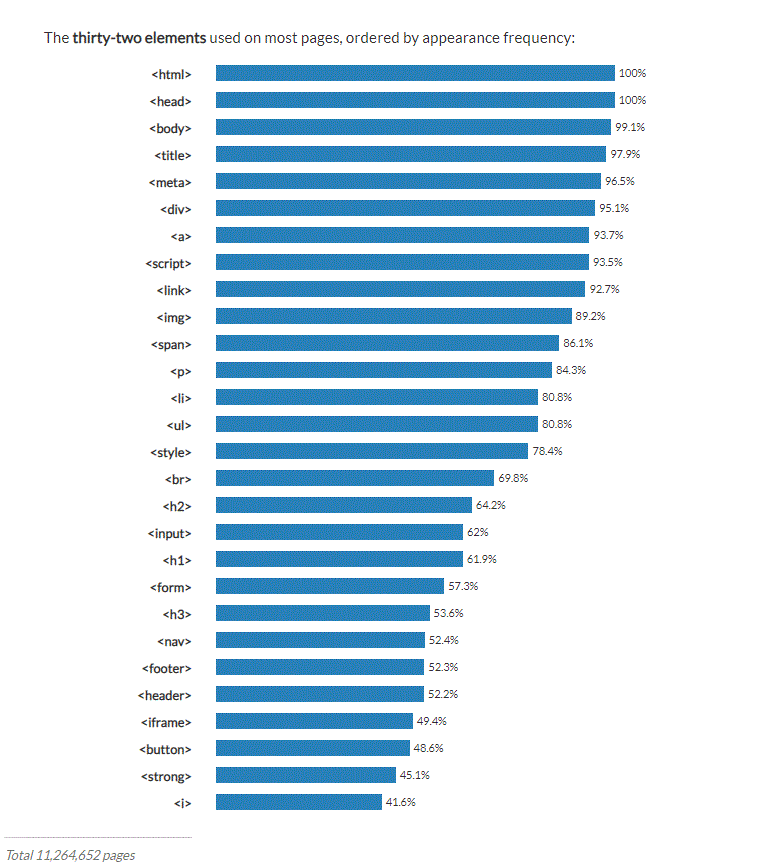 The thirty-two elements used on most pages, ordered by appearance frequency:
<html> 100%
<head> 100%
<body> 99.1%
<title> 97.9%
<meta> 96.5%
<div> 95.1%
<a> 93.7%
<script> 93.5%
<link> 92.7%
<img> 89.2%
<span> 86.1%
<p> 84.3%
<li> 80.8%
<ul> 80.8%
<style> 78.4%
<br> 69.8%
<h2> 64.2%
<input> 62%
<h1> 61.9%
<form> 57.3%
<h3> 53.6%
<nav> 52.4%
<footer> 52.3%
<header> 52.2%
<iframe> 49.4%
<button> 48.6%
<strong> 45.1%
<i> 41.6%
Total 11,264,652 pages